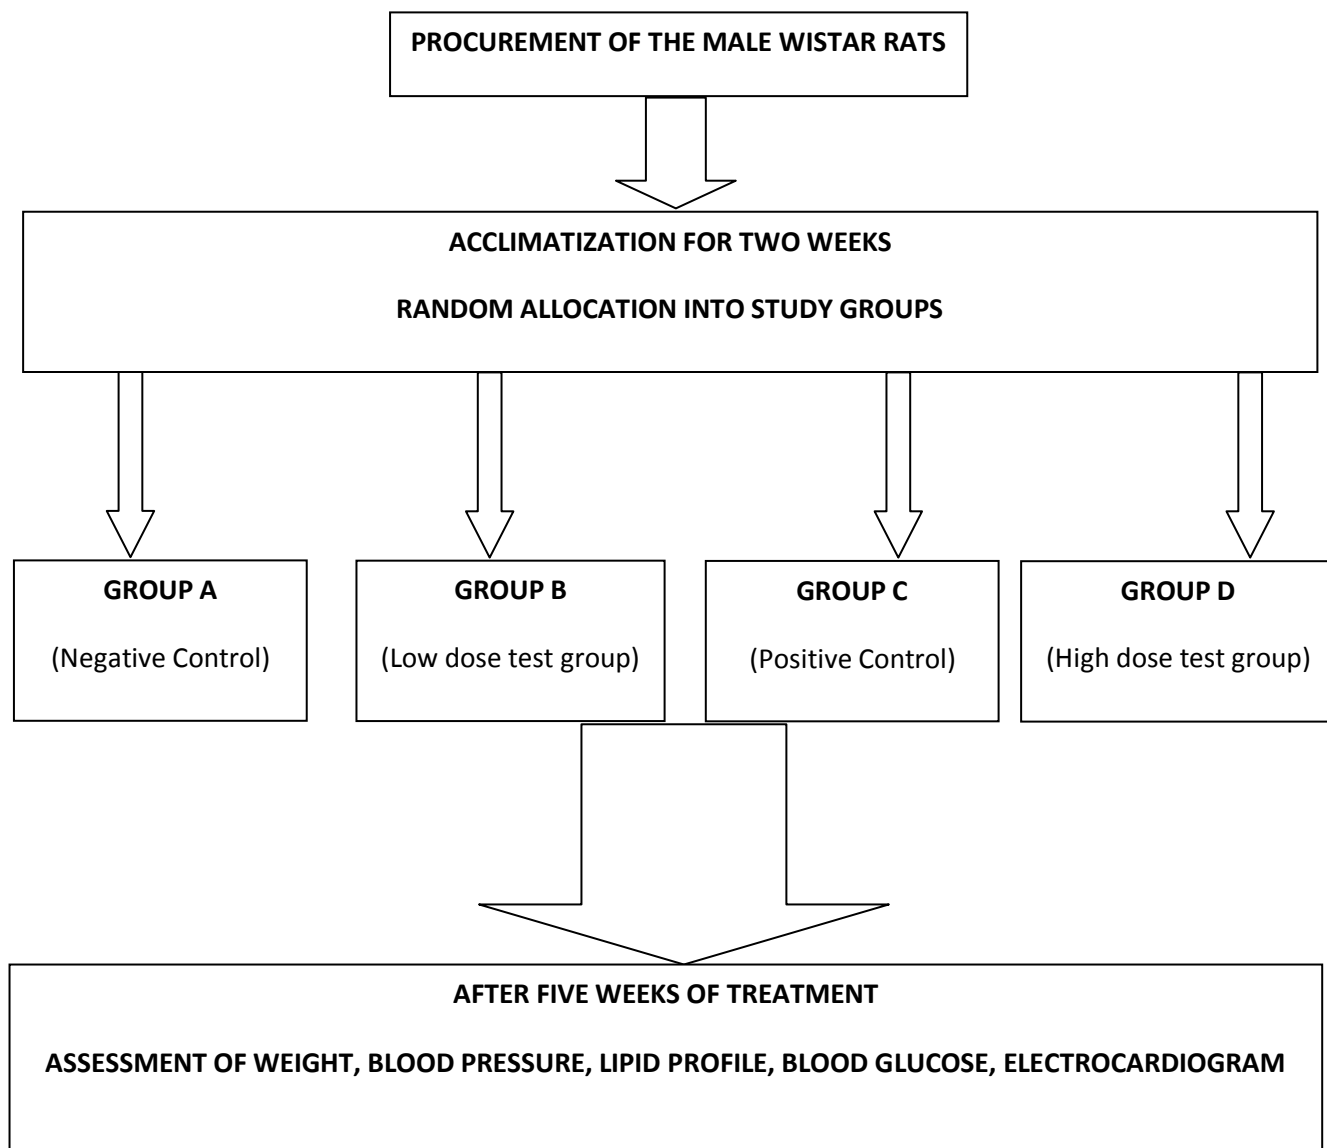 PROCUREMENT OF THE MALE WISTAR RATS
ACCLIMATIZATION FOR TWO WEEKS
RANDOM ALLOCATION INTO STUDY GROUPS
GROUP A
(Negative Control)
GROUP B
(Low dose test group)
GROUP C
(Positive Control)
GROUP D
(High dose test group)
AFTER FIVE WEEKS OF TREATMENT
ASSESSMENT OF WEIGHT, BLOOD PRESSURE, LIPID PROFILE, BLOOD GLUCOSE, ELECTROCARDIOGRAM